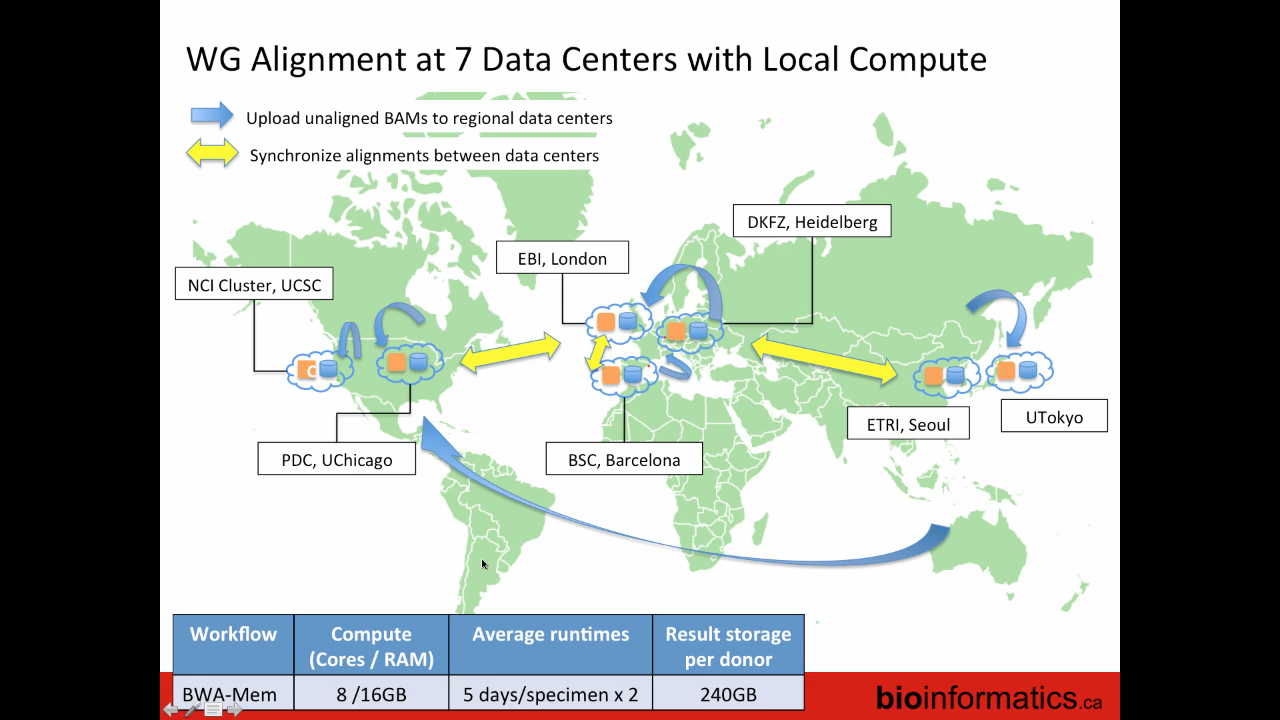 WG Alignment at 7 Data Centers with Local Compute
Upload unaligned BAMs to regional data centers
Synchronize alignments between data centers
DKFZ, Heidelberg
EBI, London
NCI Cluster, UCSC
C
ETRI, Seoul
UTokyo
PDC, UChicago
BSC, Barcelona
Workflow
Compute
(Cores / RAM)
Average runtimes
Result storage
per donor
BWA-Mem
8 /16GB
5 days/specimen x 2
240GB
bioinformatics.ca